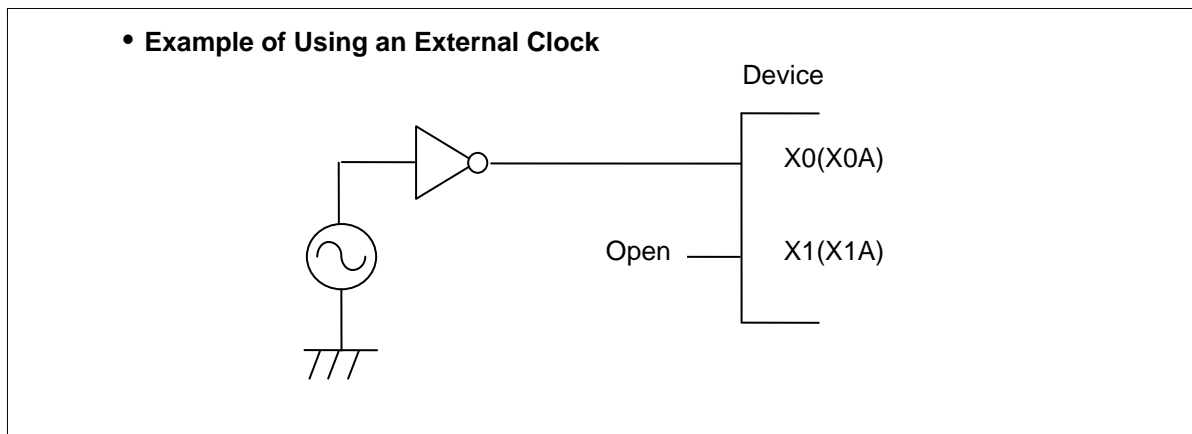 • Example of Using an External Clock
Device
X0(X0A)
Open X1(X1A)